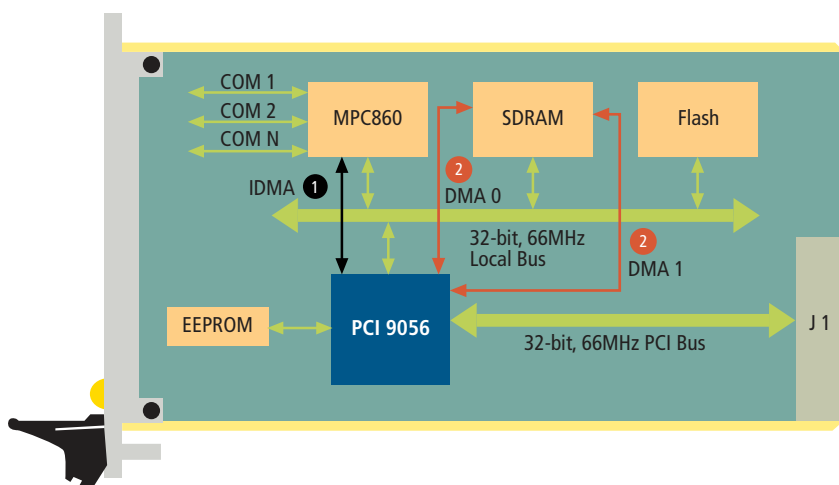 COM 1
COM 2
COM N
MPC860
SDRAM
Flash
IDMA 1
2
DMA 0
32-bit, 66MHz
Local Bus
2
DMA 1
EEPROM
PCI 9056
32-bit, 66MHz PCI Bus
J 1